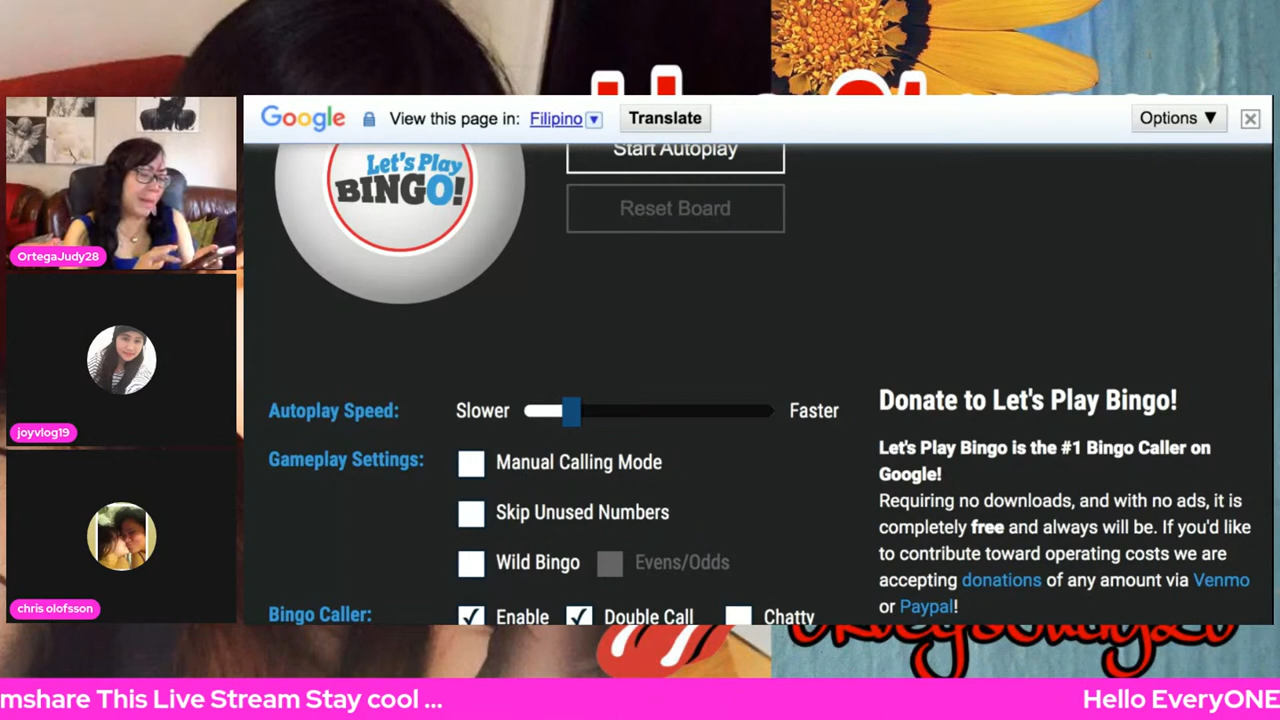 Google View this page in: Filipino Translate Options ▼
Let's Play
BINGO!
Start Autoplay
Reset Board
OrtegaJudy28
joyvlog19
chris olofsson
Autoplay Speed: Slower Faster
Gameplay Settings: Manual Calling Mode
Skip Unused Numbers
Wild Bingo Evens/Odds
Bingo Caller: Enable Double Call Chatty
Donate to Let's Play Bingo!
Let's Play Bingo is the #1 Bingo Caller on
Google!
Requiring no downloads, and with no ads, it is
completely free and always will be. If you'd like
to contribute toward operating costs we are
accepting donations of any amount via Venmo
or Paypal!
mshare This Live Stream Stay cool ... Hello EveryONE